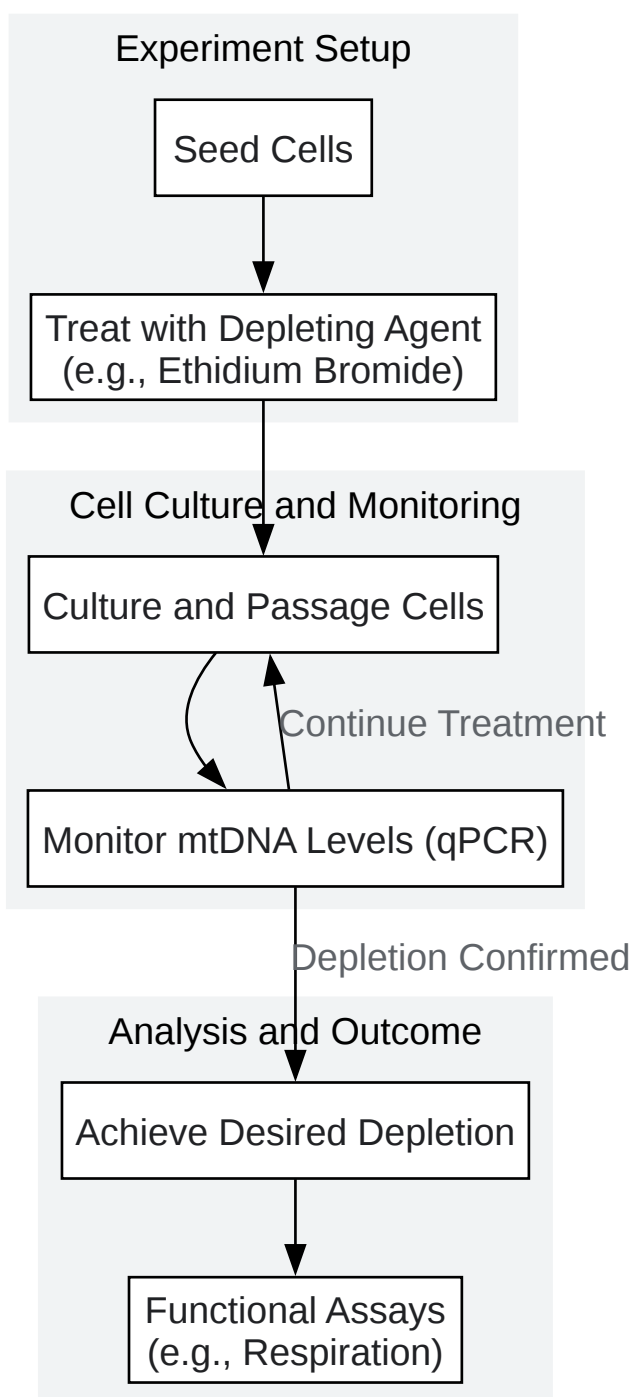 Experiment Setup
Seed Cells
Treat with Depleting Agent
(e.g., Ethidium Bromide)
Cell Culture and Monitoring
Culture and Passage Cells
Continue Treatment
Monitor mtDNA Levels (qPCR)
Depletion Confirmed
Analysis and Outcome
Achieve Desired Depletion
Functional Assays
(e.g., Respiration)